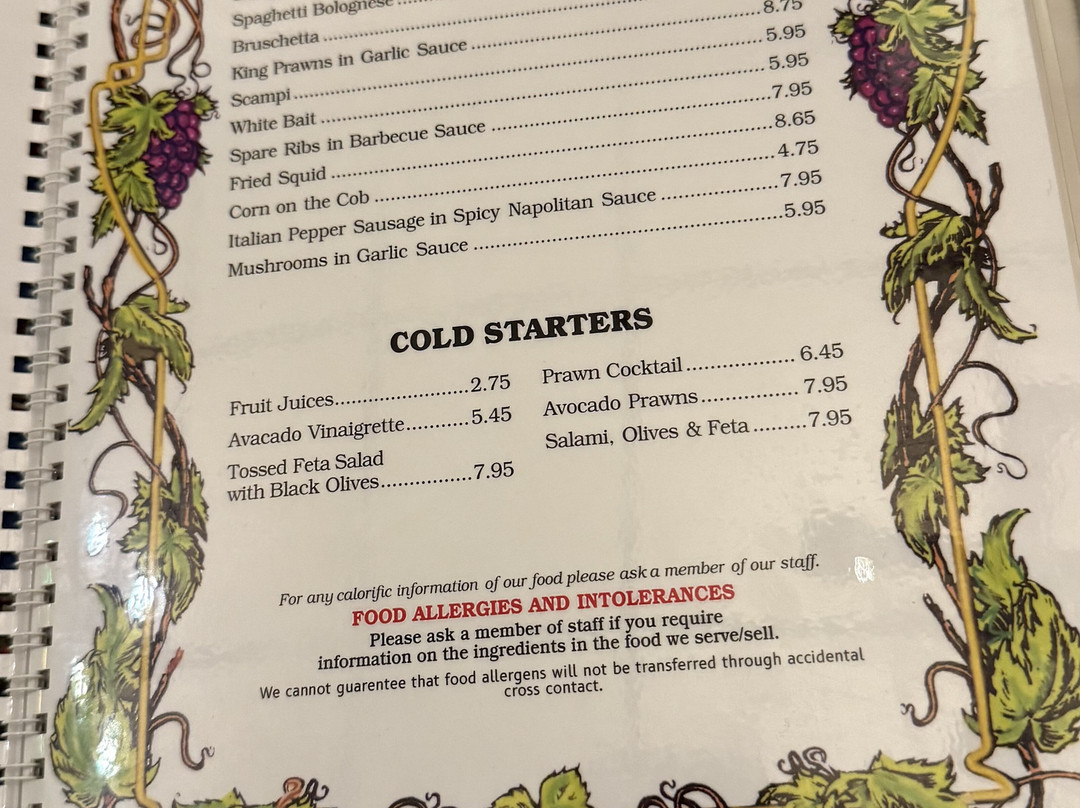 Spaghetti Bolognese..............
Bruschetta ..............
King Prawns in Garlic Sauce ..............8.75
Scampi..............5.95
White Bait ..............5.95
Spare Ribs in Barbecue Sauce ..............7.95
Fried Squid ..............8.65
Corn on the Cob ..............4.75
Italian Pepper Sausage in Spicy Napolitan Sauce ..............7.95
Mushrooms in Garlic Sauce ..............5.95
COLD STARTERS
Fruit Juices..............2.75
Avacado Vinaigrette...........5.45
Tossed Feta Salad
with Black Olives..............7.95
Prawn Cocktail .............. 6.45
Avocado Prawns .............. 7.95
Salami, Olives & Feta .........7.95
For any calorific information of our food please ask a member of our staff.
FOOD ALLERGIES AND INTOLERANCES
Please ask a member of staff if you require
information on the ingredients in the food we serve/sell.
We cannot guarentee that food allergens will not be transferred through accidental
cross contact.